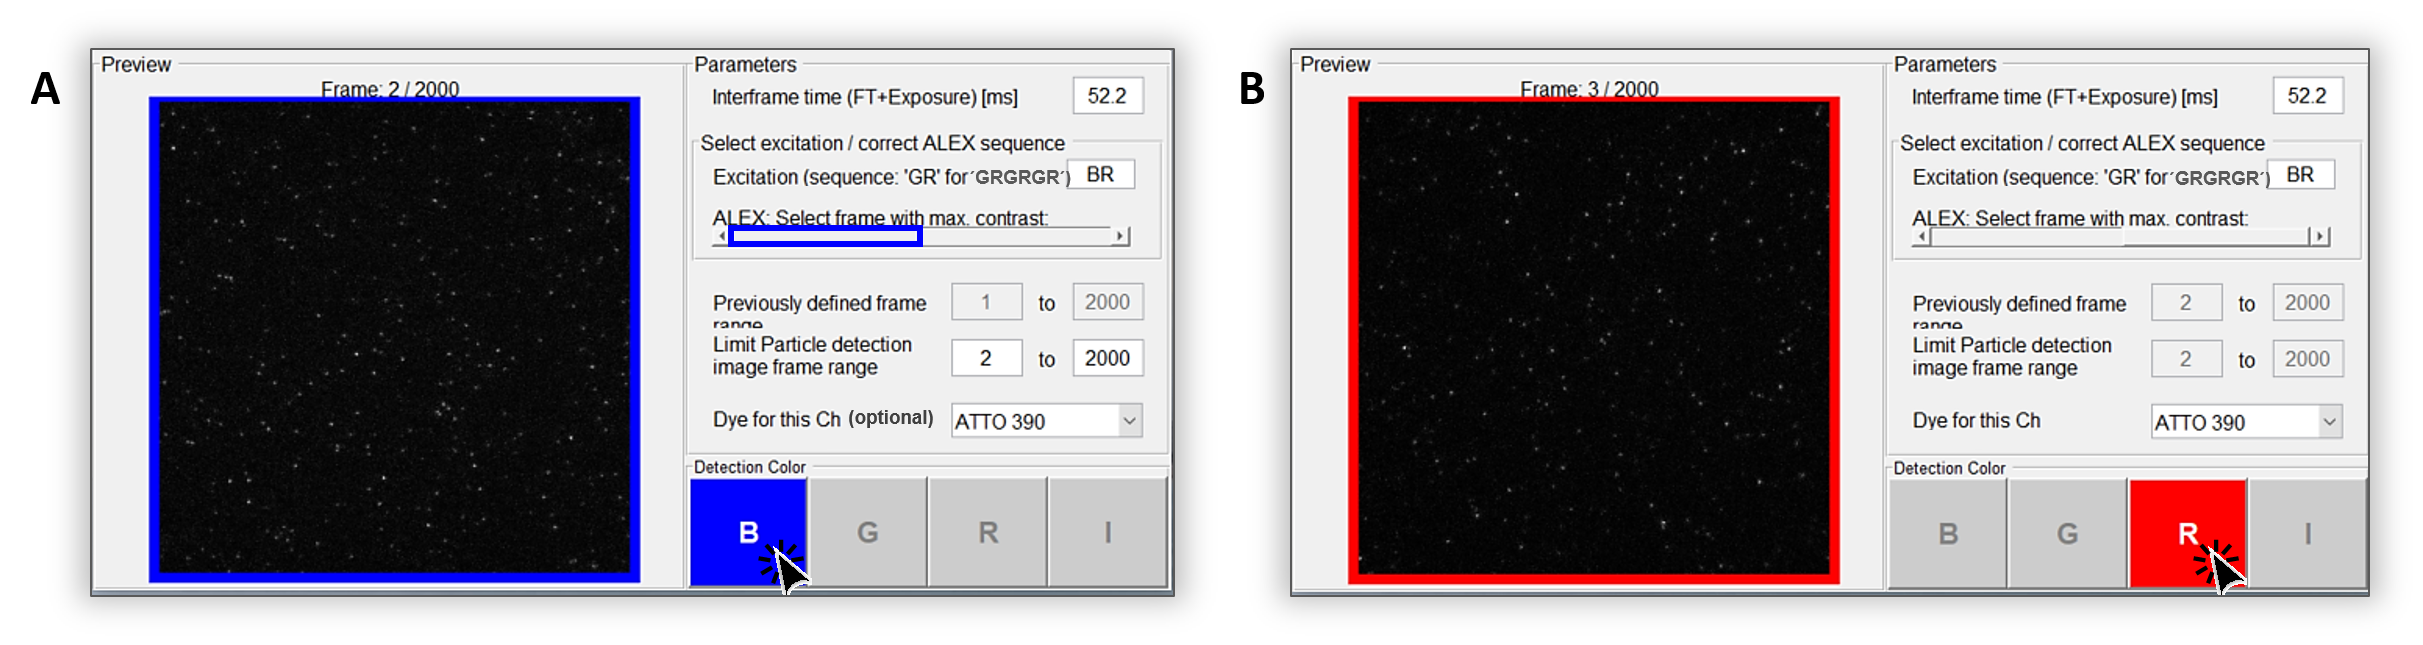 A
Preview
Frame: 2 / 2000
Parameters
Interframe time (FT+Exposure) [ms] 52.2
Select excitation / correct ALEX sequence
Excitation (sequence: 'GR' for ´GRGRGR´) BR
ALEX: Select frame with max. contrast:
Previously defined frame range 1 to 2000
Limit Particle detection
image frame range 2 to 2000
Dye for this Ch (optional) ATTO 390
Detection Color
B G R I
B
Preview
Frame: 3 / 2000
Parameters
Interframe time (FT+Exposure) [ms] 52.2
Select excitation / correct ALEX sequence
Excitation (sequence: 'GR' for ´GRGRGR´) BR
ALEX: Select frame with max. contrast:
Previously defined frame range 2 to 2000
Limit Particle detection
image frame range 2 to 2000
Dye for this Ch ATTO 390
Detection Color
B G R I